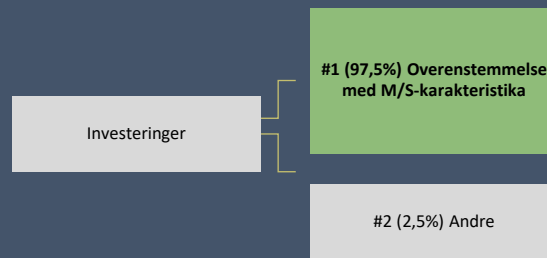 #1 (97,5%) Overenstemmelse
med M/S-karakteristika
Investeringer
#2 (2,5%) Andre